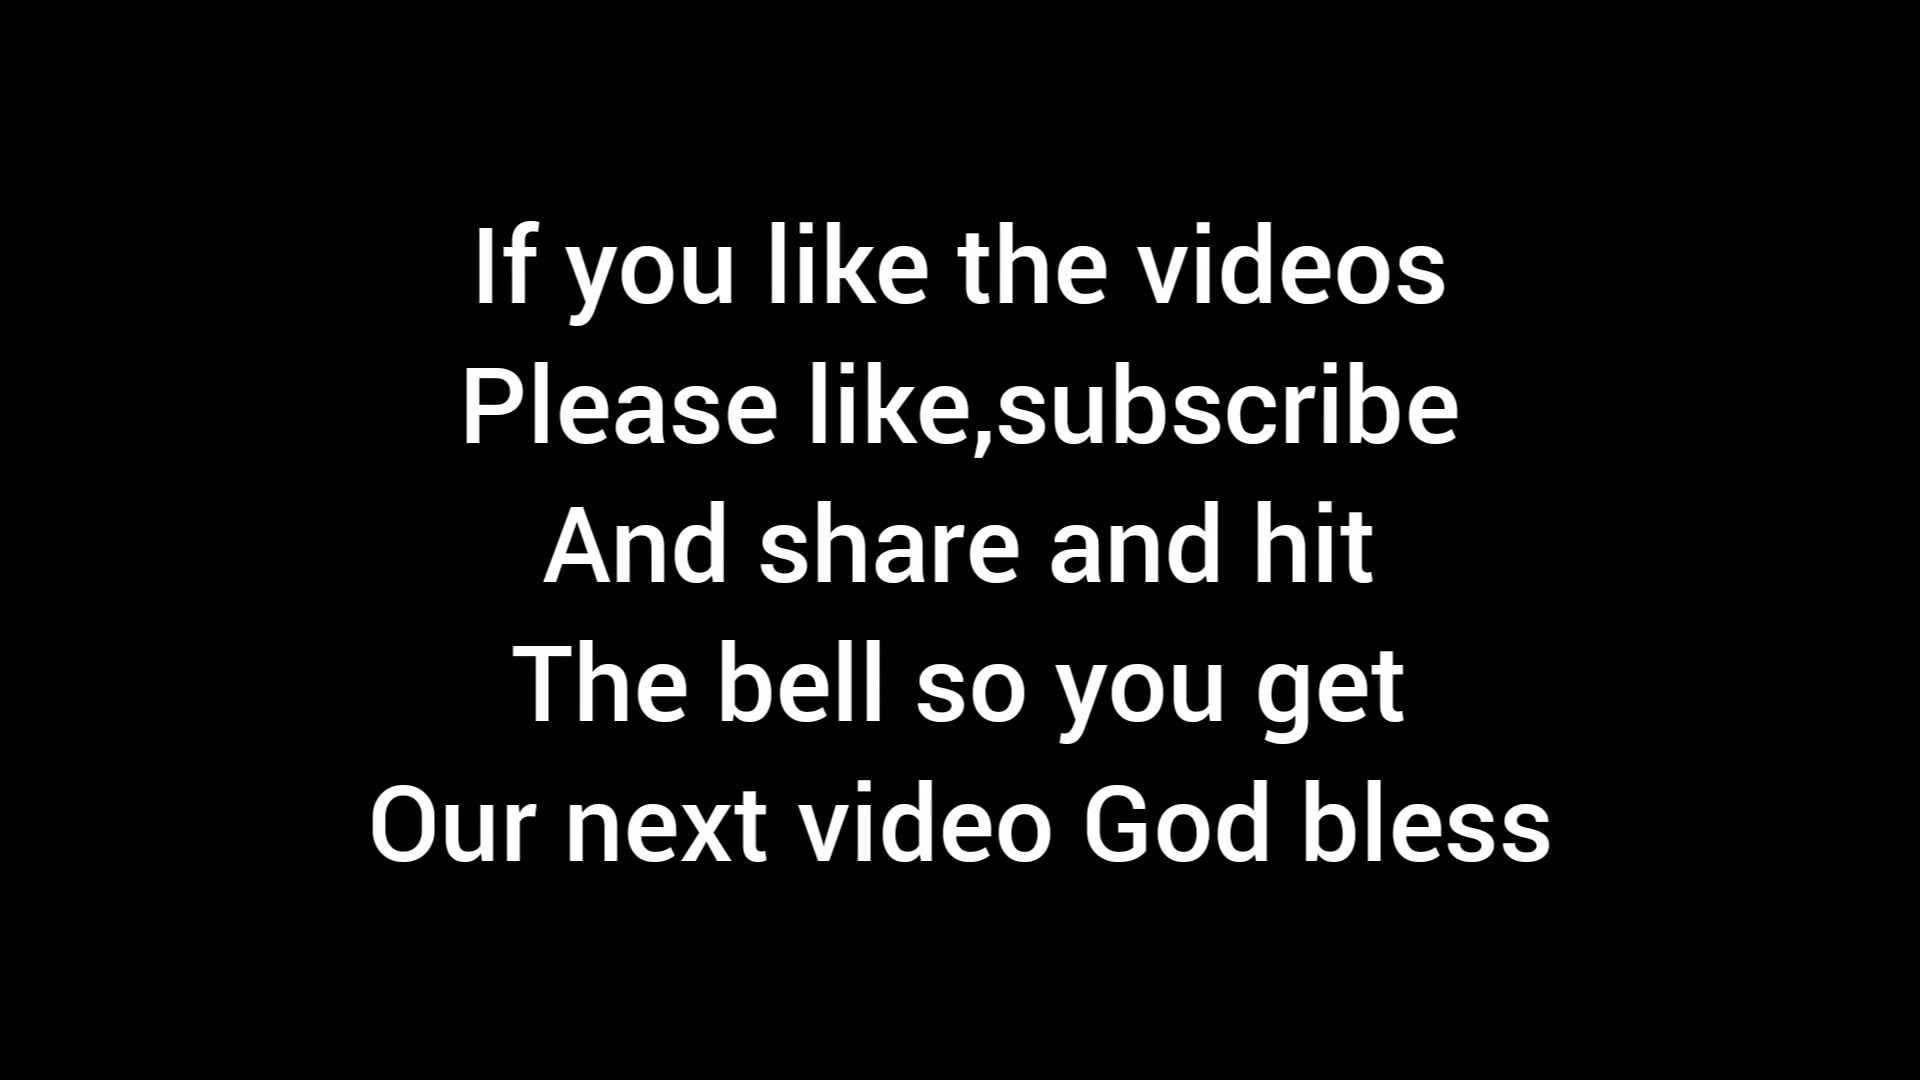 If you like the videos
Please like,subscribe
And share and hit
The bell so you get
Our next video God bless